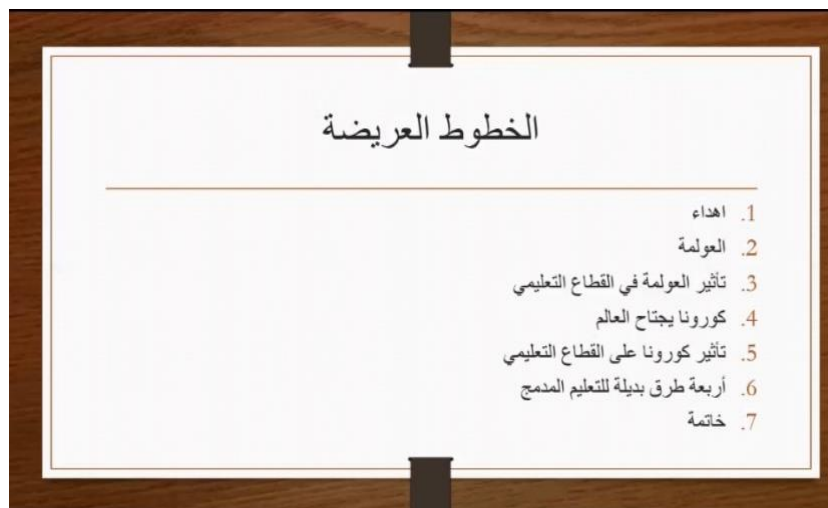 الخطوط العريضة
1. اهداء
2. العولمة
3. تأثير العولمة في القطاع التعليمي
4. كورونا يجتاح العالم
5. تأثير كورونا على القطاع التعليمي
6. أربعة طرق بديلة للتعليم المدمج
7. خاتمة